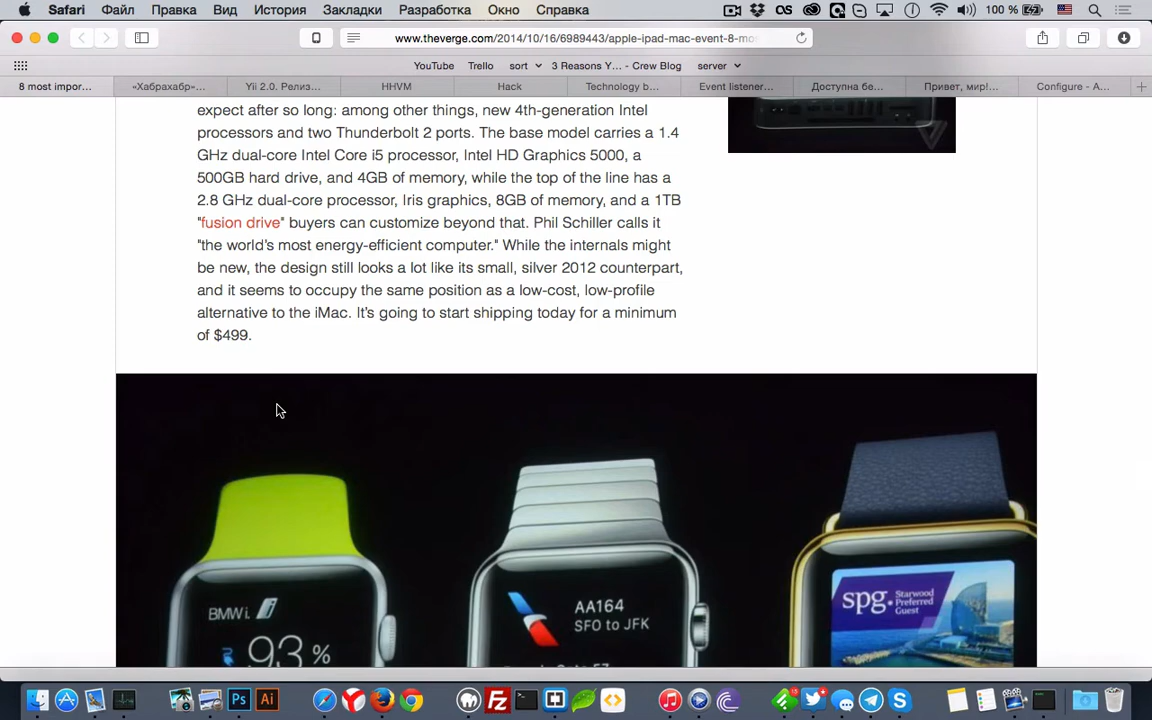 Safari Файл Правка Вид История Закладки Разработка Окно Справка 100 %
www.theverge.com/2014/10/16/6989443/apple-ipad-mac-event-8-mos
YouTube Trello sort 3 Reasons Y… - Crew Blog server
8 most impor... «Хабрахабр»... Yii 2.0. Релиз... HHVM Hack Technology b... Event listener... Доступна бе... Привет, мир!... Configure - A...
expect after so long: among other things, new 4th-generation Intel
processors and two Thunderbolt 2 ports. The base model carries a 1.4
GHz dual-core Intel Core i5 processor, Intel HD Graphics 5000, a
500GB hard drive, and 4GB of memory, while the top of the line has a
2.8 GHz dual-core processor, Iris graphics, 8GB of memory, and a 1TB
"fusion drive" buyers can customize beyond that. Phil Schiller calls it
"the world's most energy-efficient computer." While the internals might
be new, the design still looks a lot like its small, silver 2012 counterpart,
and it seems to occupy the same position as a low-cost, low-profile
alternative to the iMac. It's going to start shipping today for a minimum
of $499.
BMW i.
93 %
AA164
SFO to JFK
spg. Starwood
Preferred
Guest
Ps Ai Fz